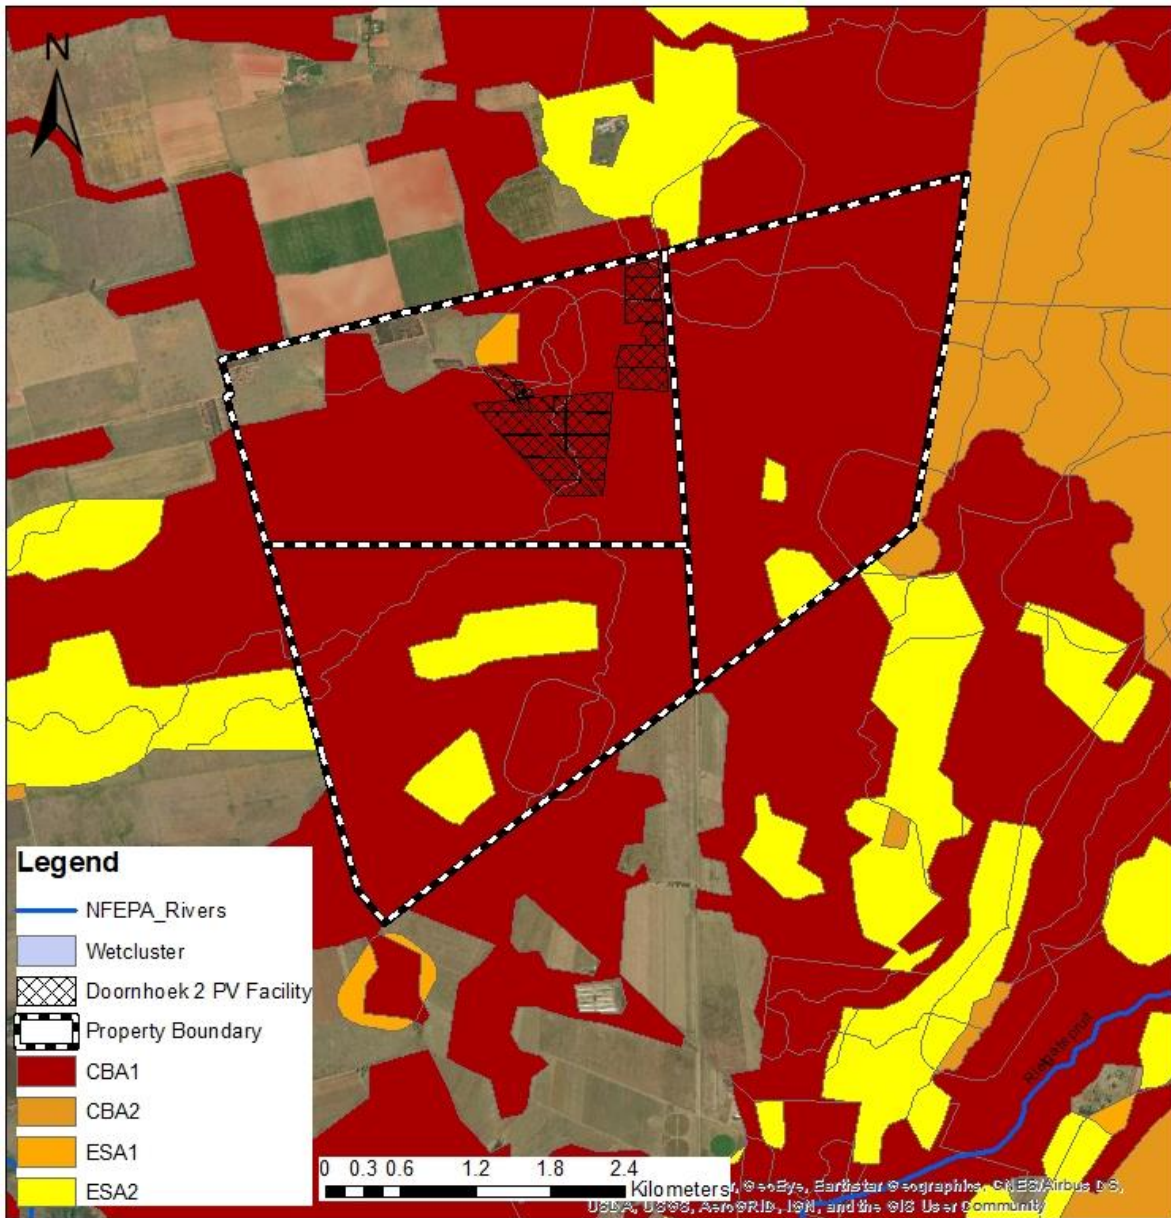 N
Legend
NFEPA_Rivers
Wetcluster
Doornhoek 2 PV Facility
Property Boundary
CBA1
CBA2
ESA1
ESA2
0 0.3 0.6 1.2 1.8 2.4
Kilometers
GeoEye, Earthstar Geographics, CNES/Airbus DS,
USDA, USGS, AeroGRID, IGN, and the GIS User Community